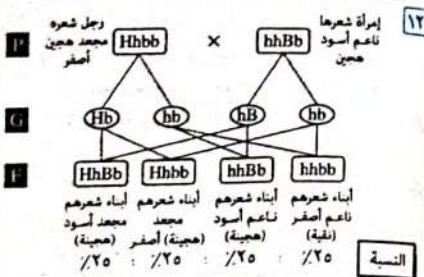 ١٢
إمرأة شعرها
ناعم أسود
هجين
hhBb
×
Hhbb
رجل شعره
مجعد هجين
أصفر
P
G
Hb
hb
hB
hb
F
HhBb
Hhbb
hhBb
hhbb
أبناء شعرهم
مجعد أسود
(هجينة)
٢٥٪
أبناء شعرهم
مجعد
(هجينة) أصفر
: ٢٥٪
أبناء شعرهم
ناعم أسود
(هجينة)
: ٢٥٪
أبناء شعرهم
ناعم أصفر
(نقية)
: ٢٥٪
النسبة